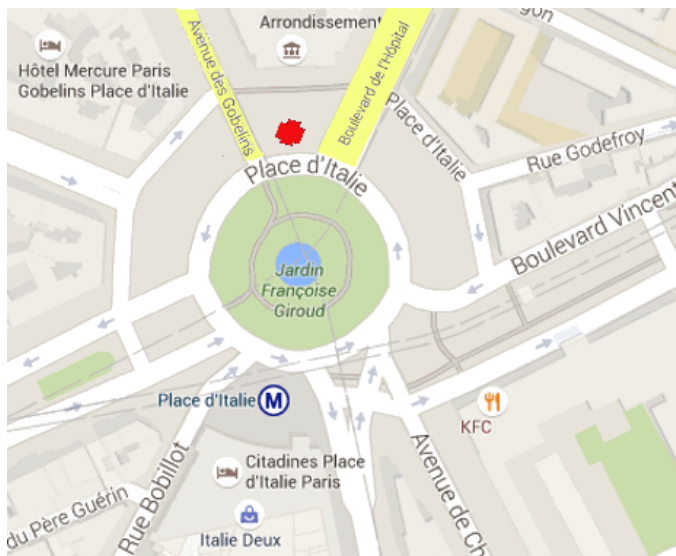 Arrondissement
gon
Avenue des Gobelins
Boulevard de l'Hôpital
Hôtel Mercure Paris
Gobelins Place d'Italie
Place d'Italie
Rue Godefroy
Place d'Italie
Boulevard Vincent
Jardin
Françoise
Giroud
Place d'Italie
M
KFC
Avenue de Ch
Rue Bobillot
Citadines Place
d'Italie Paris
du Père Guérin
Italie Deux